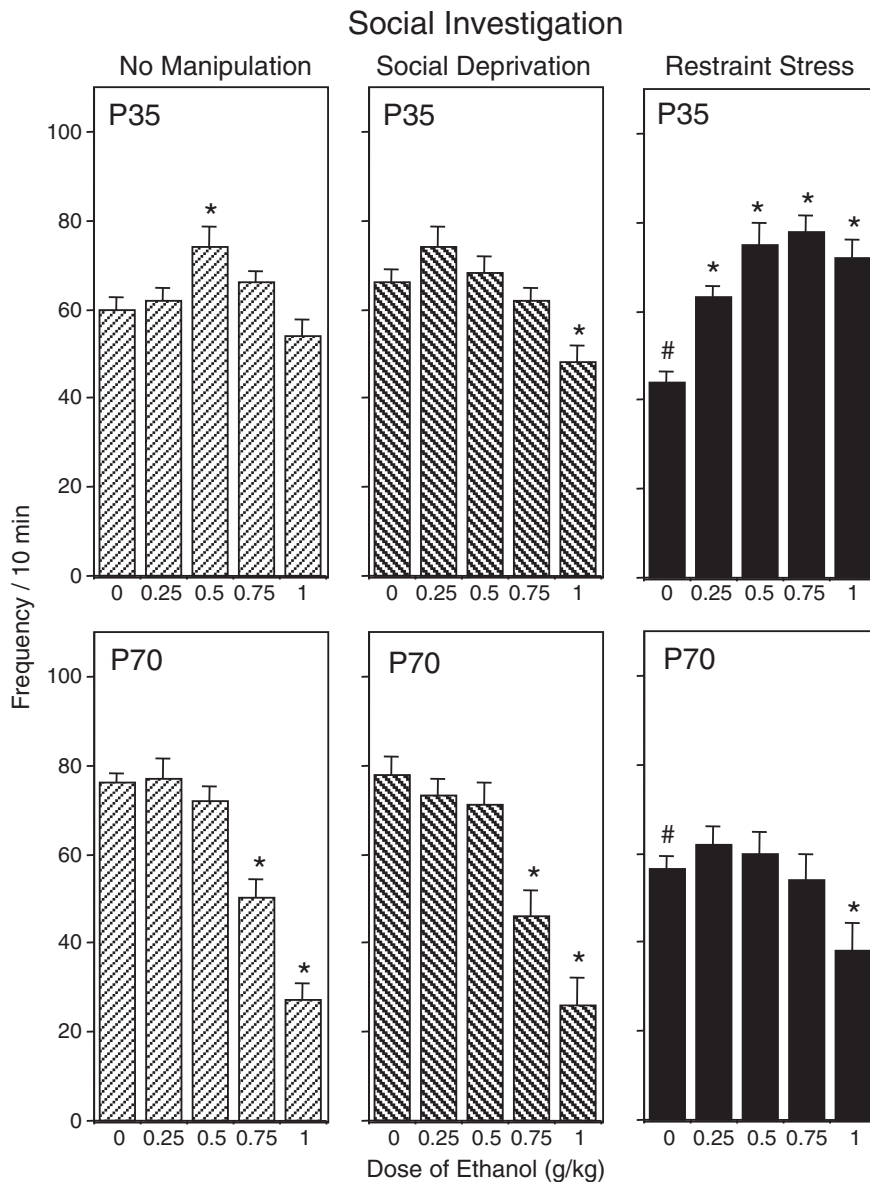 Social Investigation
No Manipulation Social Deprivation Restraint Stress
Frequency / 10 min
P35
100
80
60
40
20
0
*
0 0.25 0.5 0.75 1
P35
*
0 0.25 0.5 0.75 1
P35
# * * * *
0 0.25 0.5 0.75 1
P70
100
80
60
40
20
0
* *
0 0.25 0.5 0.75 1
P70
* *
0 0.25 0.5 0.75 1
P70
# *
0 0.25 0.5 0.75 1
Dose of Ethanol (g/kg)